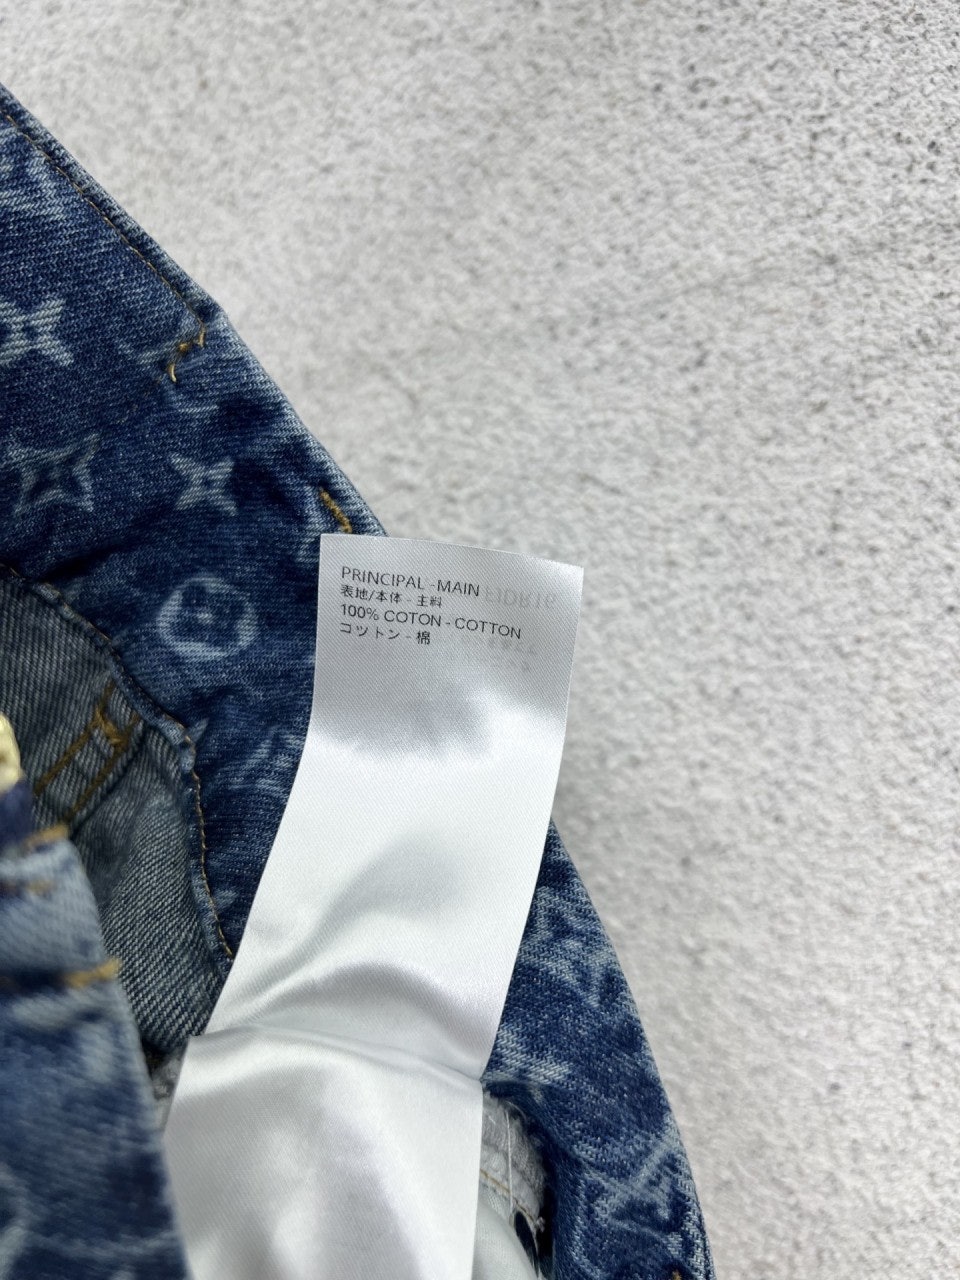 PRINCIPAL - MAIN
表地/本体 - 主料
100% COTON - COTTON
コットン - 棉